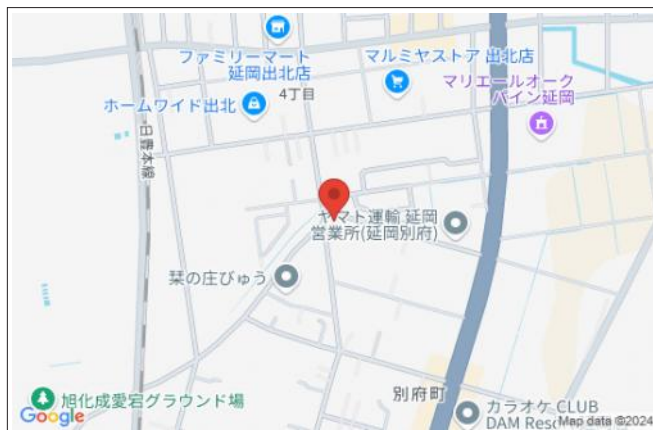 ファミリーマート
延岡出北店
マルミヤストア 出北店
マリエールオーク
パイン延岡
4丁目
ホームワイド出北
日豊本線
ヤマト運輸 延岡
営業所(延岡別府)
栞の庄びゅう
別府町
旭化成愛宕グラウンド場
カラオケ CLUB
DAM Reso
Google
Map data ©2024